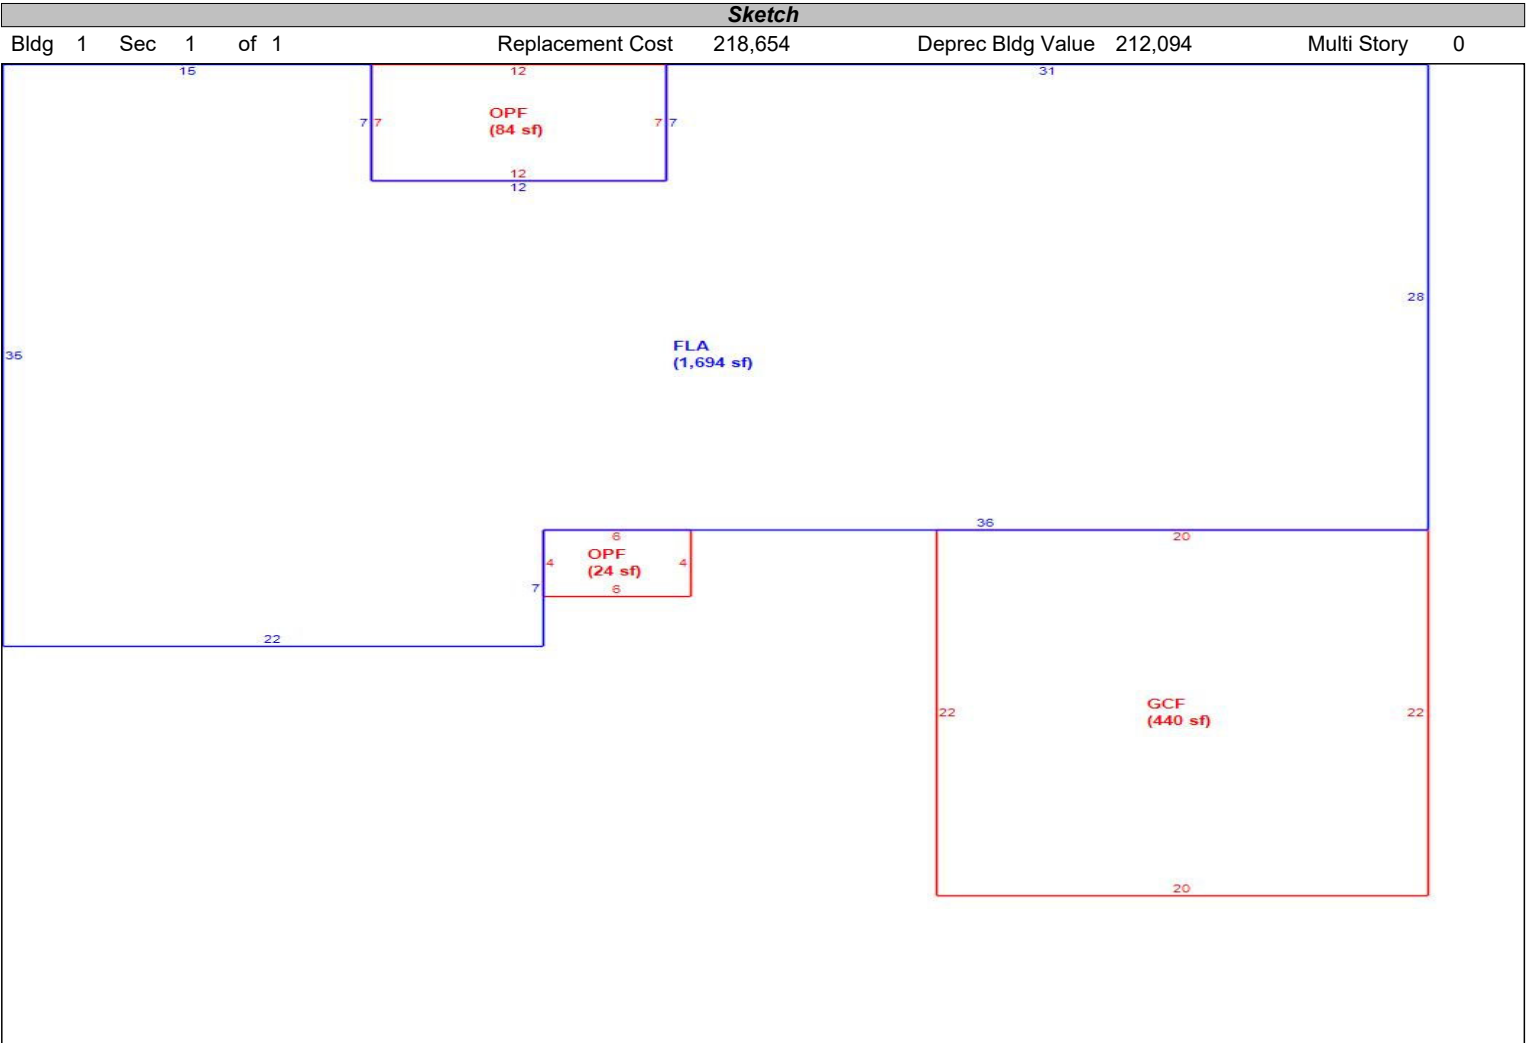 Sketch
Bldg 1 Sec 1 of 1 Replacement Cost 218,654 Deprec Bldg Value 212,094 Multi Story 0
15 12 31
OPF
(84 sf)
7 7 7 7
12
12
28
FLA
(1,694 sf)
35
36
6 20
OPF
(24 sf)
4 4
7 6
22
GCF
(440 sf)
22 22
20